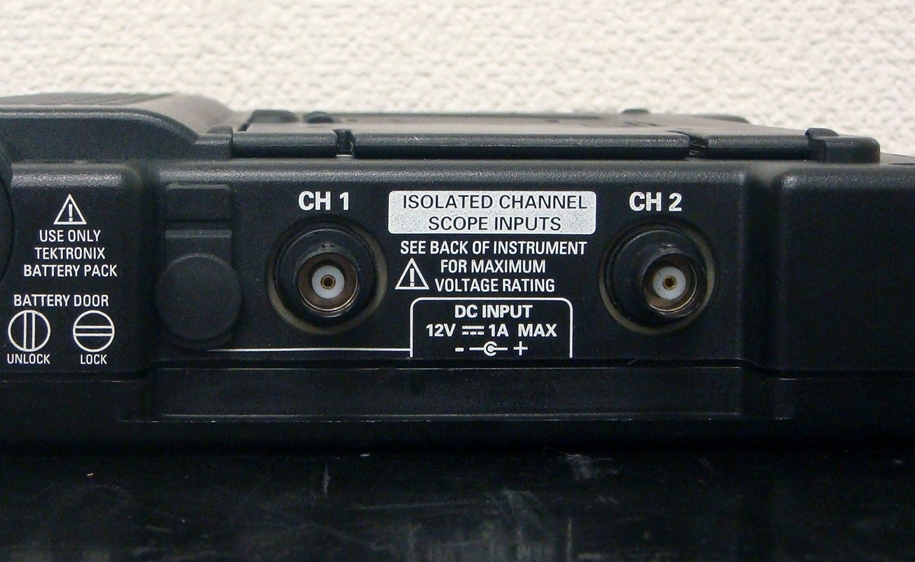 USE ONLY
TEKTRONIX
BATTERY PACK
BATTERY DOOR
UNLOCK LOCK
CH 1
ISOLATED CHANNEL
SCOPE INPUTS
SEE BACK OF INSTRUMENT
FOR MAXIMUM
VOLTAGE RATING
DC INPUT
12V ⎓ 1A MAX
- +
CH 2